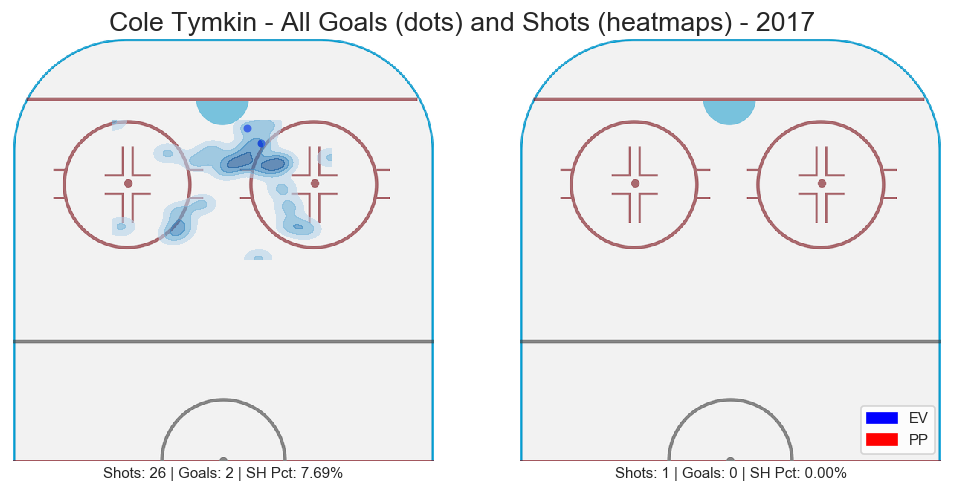 Cole Tymkin - All Goals (dots) and Shots (heatmaps) - 2017
EV
PP
Shots: 26 | Goals: 2 | SH Pct: 7.69%
Shots: 1 | Goals: 0 | SH Pct: 0.00%